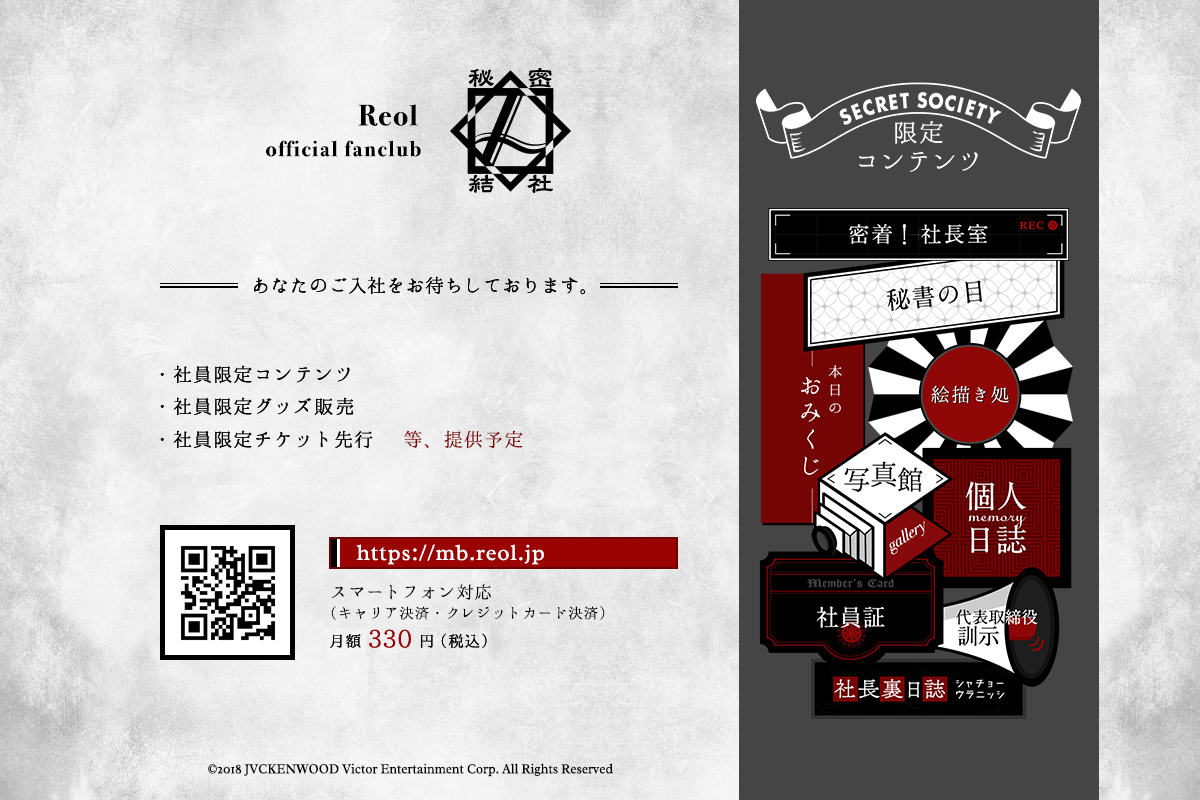 Reol
official fanclub
秘密
結社
あなたのご入社をお待ちしております。
・社員限定コンテンツ
・社員限定グッズ販売
・社員限定チケット先行 等、提供予定
https://mb.reol.jp
スマートフォン対応
（キャリア決済・クレジットカード決済）
月額 330 円（税込）
©2018 JVCKENWOOD Victor Entertainment Corp. All Rights Reserved
SECRET SOCIETY
限定
コンテンツ
密着！社長室
REC
秘書の目
本日の
おみくじ
絵描き処
写真館
gallery
個人
memory
日誌
Member's Card
社員証
代表取締役
訓示
社長裏日誌
シャチョー
ウラニッシ